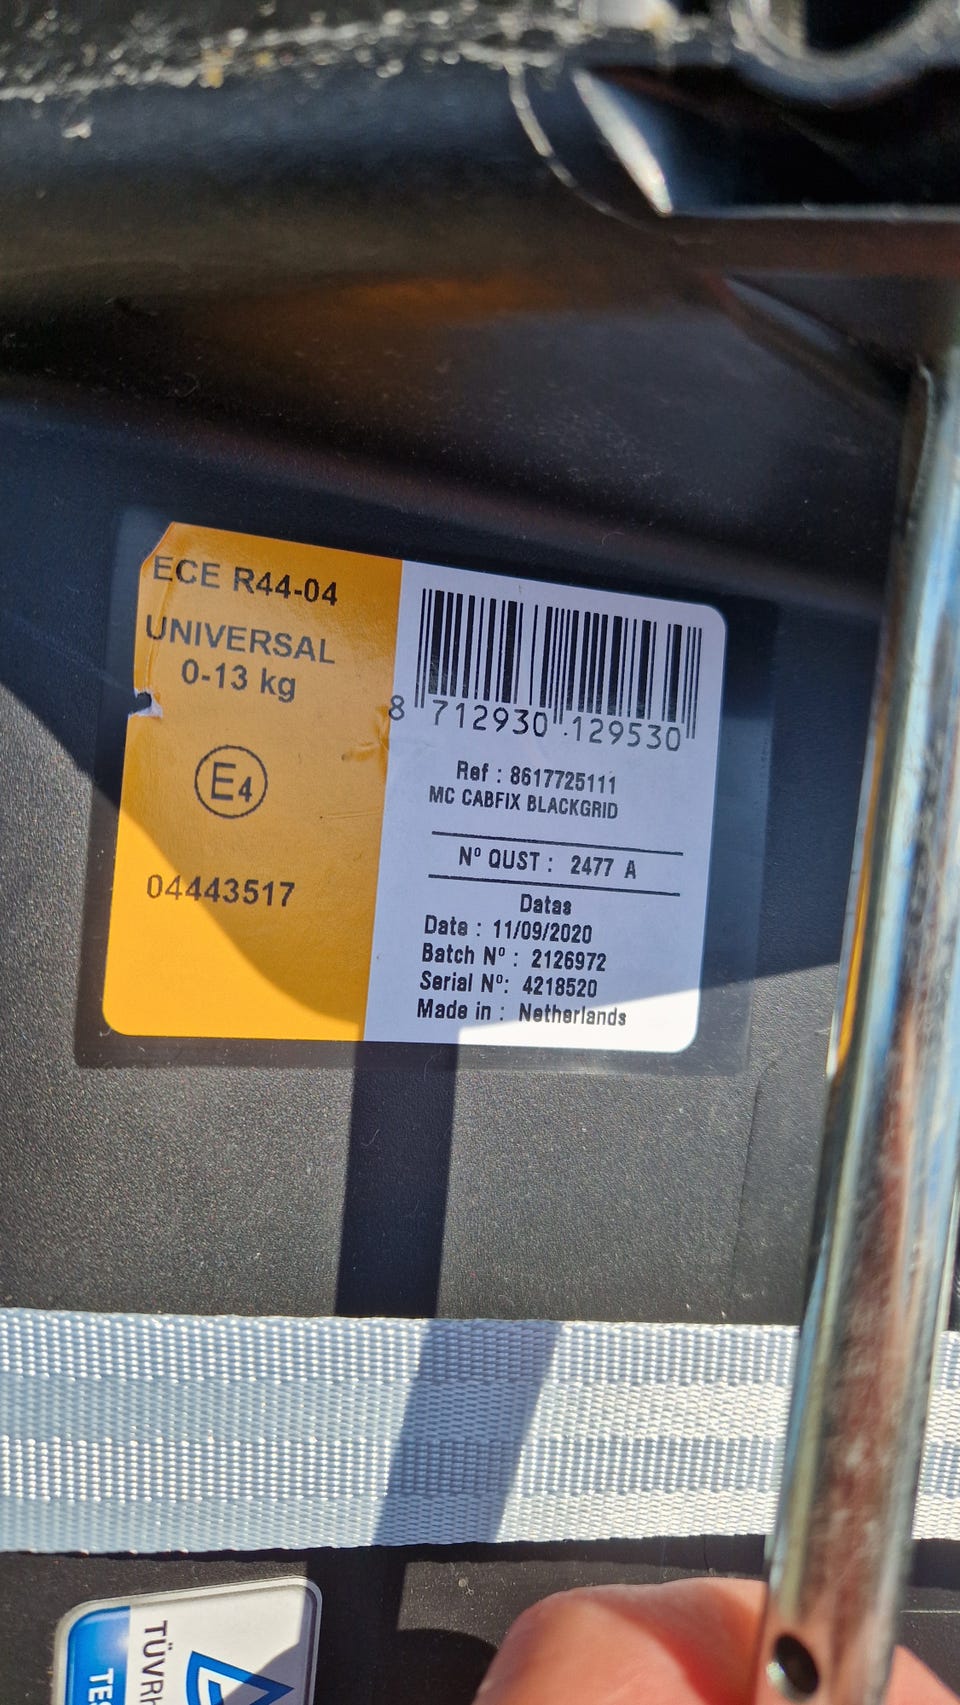 ECE R44-04
UNIVERSAL
0-13 kg
E4
04443517
8 712930 129530
Ref : 8617725111
MC CABFIX BLACKGRID
Nº QUST : 2477 A
Datas
Date : 11/09/2020
Batch Nº : 2126972
Serial Nº: 4218520
Made in : Netherlands